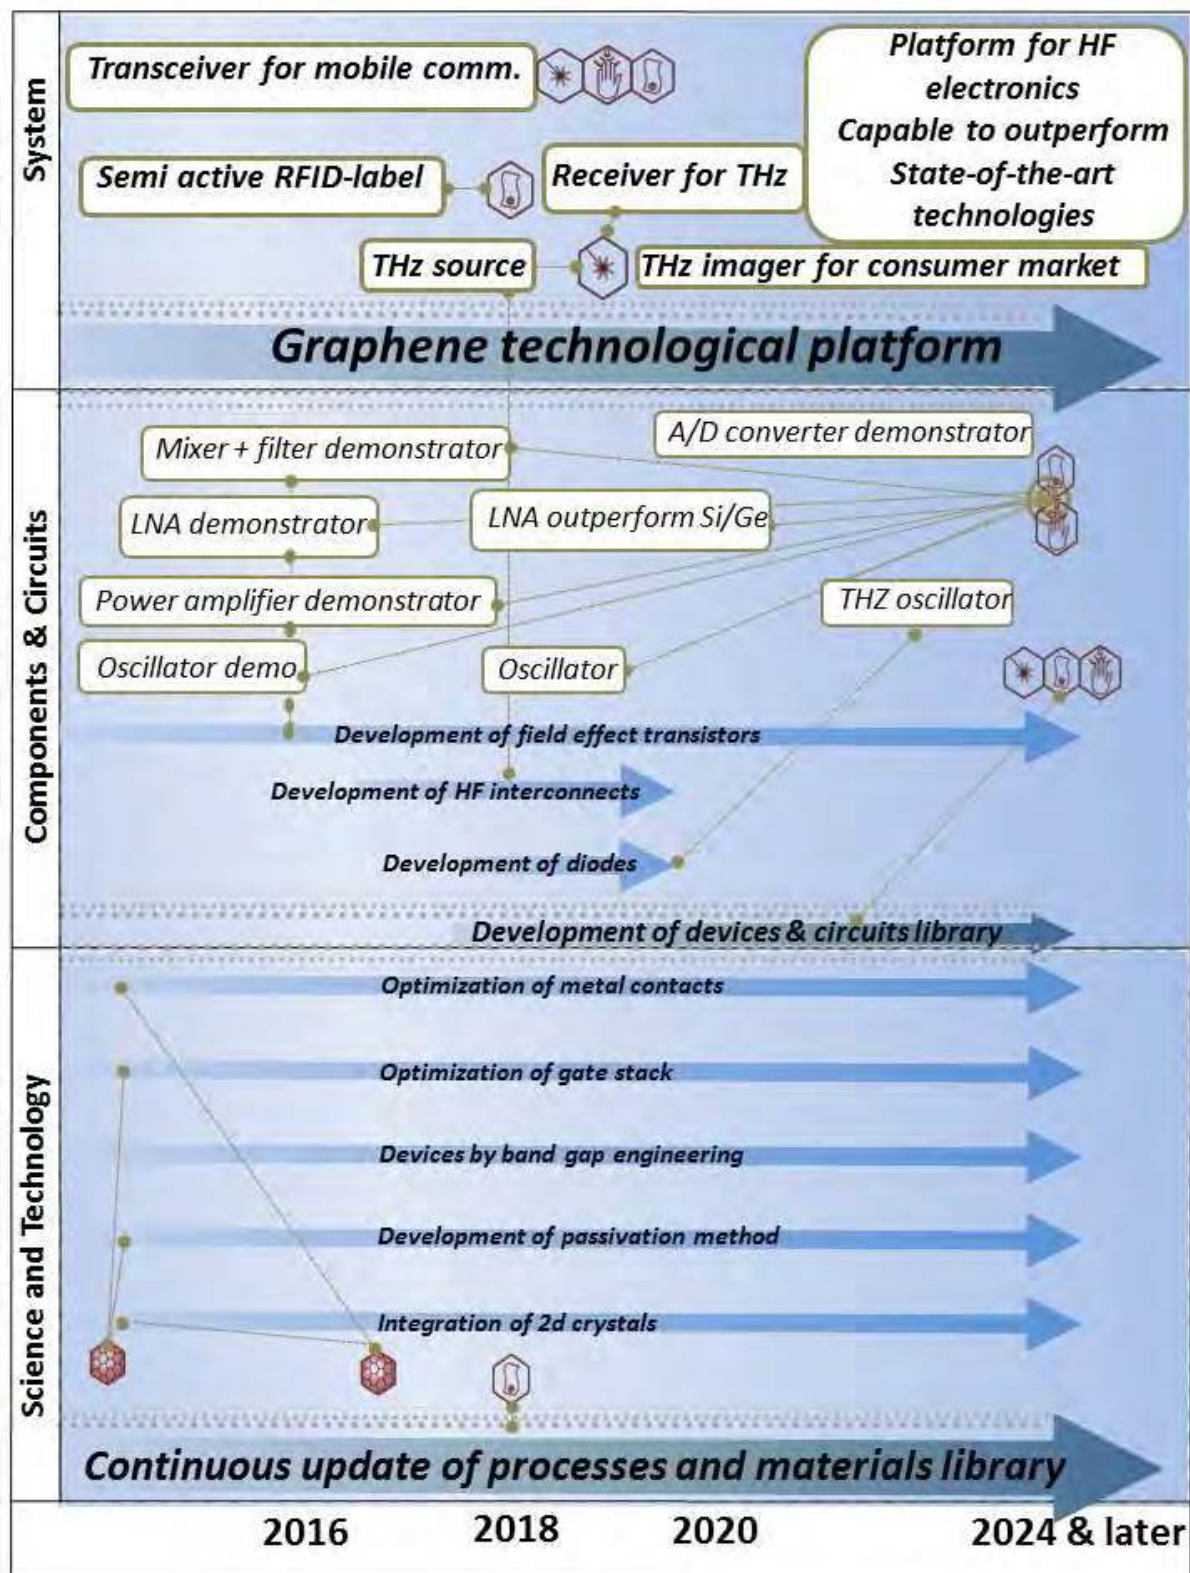 System
Transceiver for mobile comm.
Platform for HF
electronics
Capable to outperform
State-of-the-art
technologies
Semi active RFID-label
Receiver for THz
THz source
THz imager for consumer market
Graphene technological platform
Components & Circuits
A/D converter demonstrator
Mixer + filter demonstrator
LNA demonstrator
LNA outperform Si/Ge
Power amplifier demonstrator
THZ oscillator
Oscillator demo
Oscillator
Development of field effect transistors
Development of HF interconnects
Development of diodes
Development of devices & circuits library
Science and Technology
Optimization of metal contacts
Optimization of gate stack
Devices by band gap engineering
Development of passivation method
Integration of 2d crystals
Continuous update of processes and materials library
2016 2018 2020 2024 & later